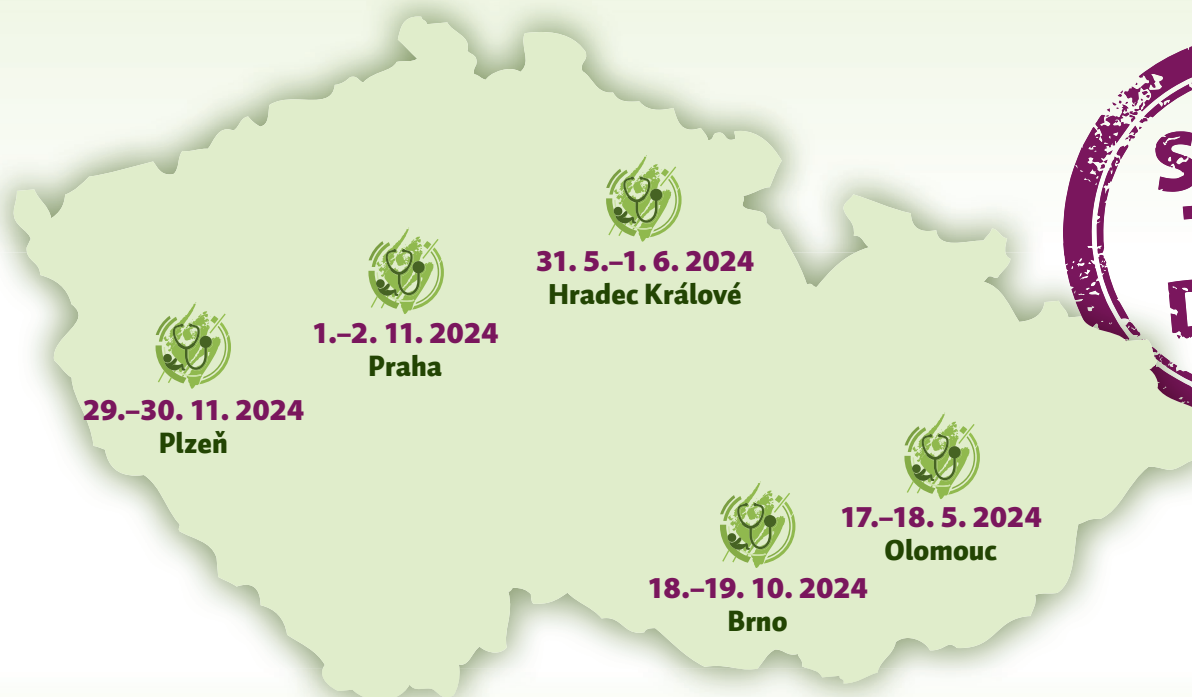 31. 5.–1. 6. 2024
Hradec Králové
1.–2. 11. 2024
Praha
29.–30. 11. 2024
Plzeň
17.–18. 5. 2024
Olomouc
18.–19. 10. 2024
Brno